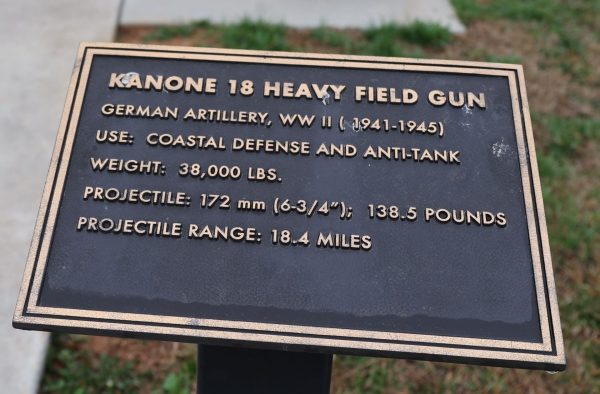 KANONE 18 HEAVY FIELD GUN
GERMAN ARTILLERY, WW II ( 1941-1945)
USE: COASTAL DEFENSE AND ANTI-TANK
WEIGHT: 38,000 LBS.
PROJECTILE: 172 mm (6-3/4"); 138.5 POUNDS
PROJECTILE RANGE: 18.4 MILES